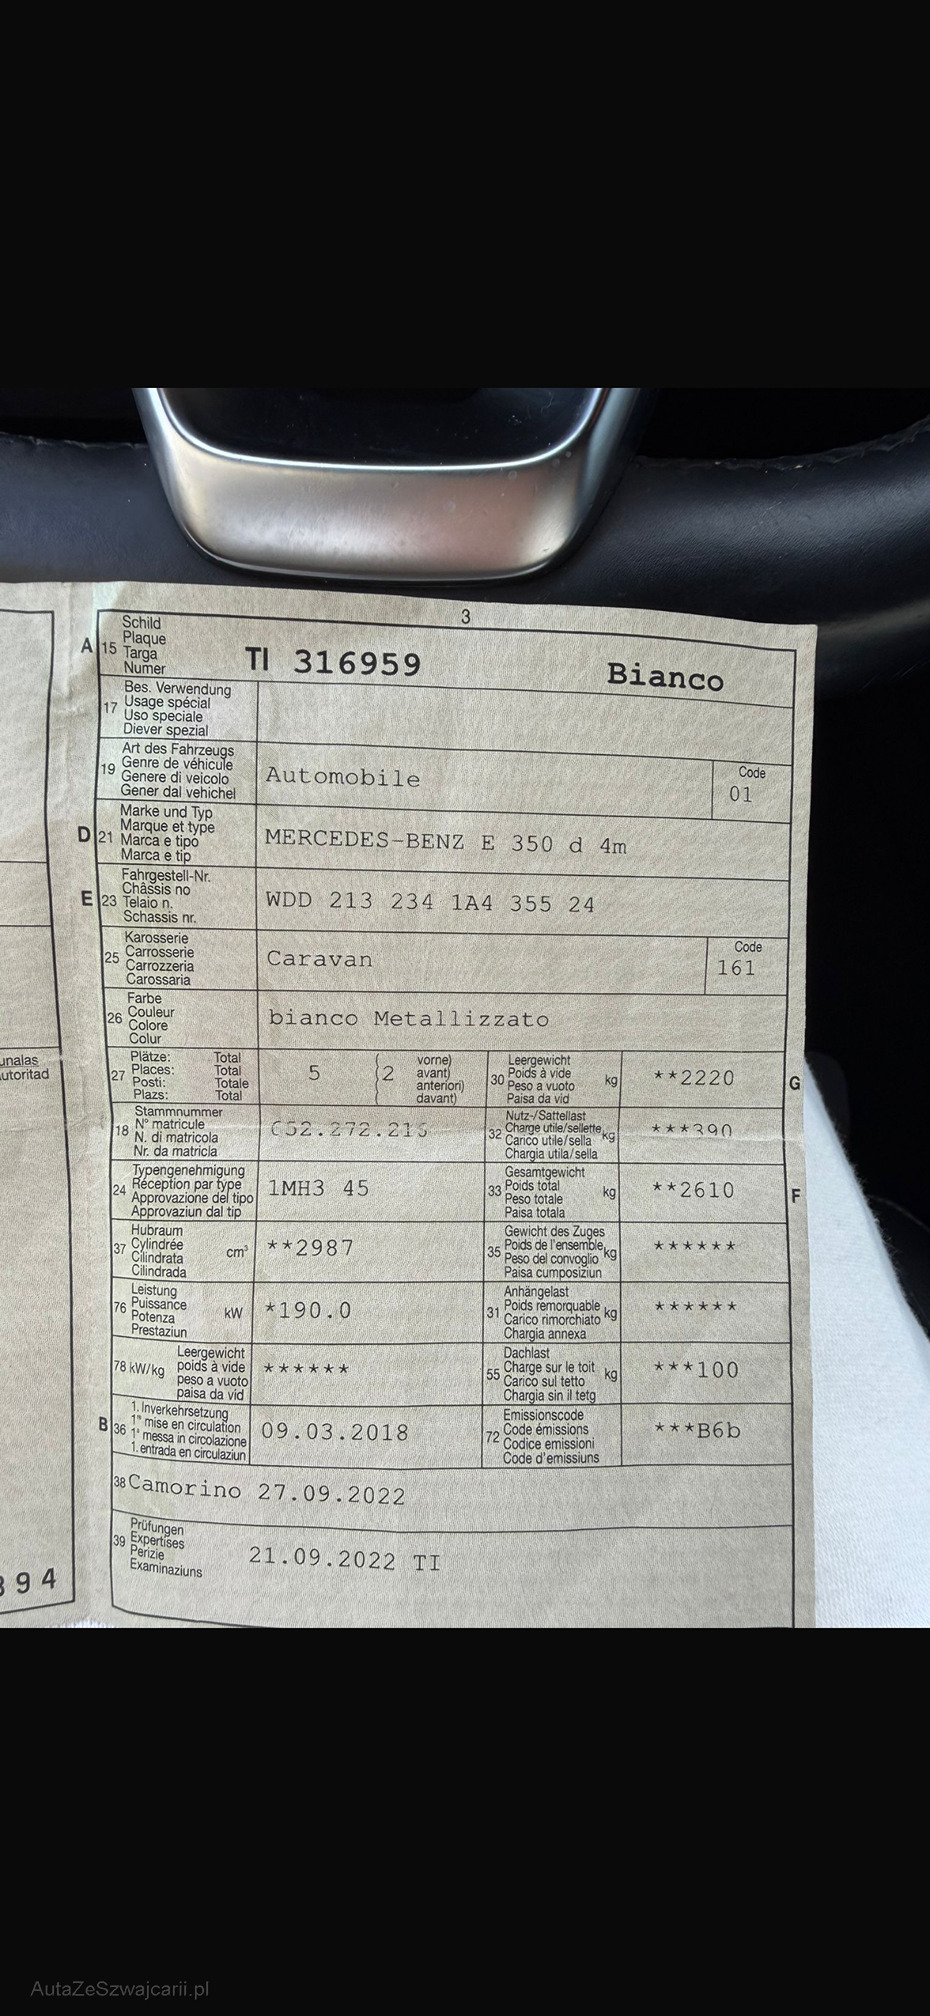 3
A 15 Schild
Plaque
Targa
Numer
TI 316959 Bianco
17 Bes. Verwendung
Usage spécial
Uso speciale
Diever spezial
19 Art des Fahrzeugs
Genre de véhicule
Genere di veicolo
Gener dal vehichel
Automobile
Code
01
D 21 Marke und Typ
Marque et type
Marca e tipo
Marca e tip
MERCEDES-BENZ E 350 d 4m
E 23 Fahrgestell-Nr.
Châssis no
Telaio n.
Schassis nr.
WDD 213 234 1A4 355 24
25 Karosserie
Carrosserie
Carrozzeria
Carossaria
Caravan
Code
161
26 Farbe
Couleur
Colore
Colur
bianco Metallizzato
27 Plätze: Total
Places: Total
Posti: Totale
Plazs: Total
5 (2 vorne)
avant)
anteriori)
davant)
30 Leergewicht
Poids à vide
Peso a vuoto
Paisa da vid
kg **2220 G
18 Stammnummer
N° matricule
N. di matricola
Nr. da matricla
32 Nutz-/Sattellast
Charge utile/sellette
Carico utile/sella
Chargia utila/sella
kg ***390
24 Typengenehmigung
Réception par type
Approvazione del tipo
Approvaziun dal tip
1MH3 45
33 Gesamtgewicht
Poids total
Peso totale
Paisa totala
kg **2610 F
37 Hubraum
Cylindrée
Cilindrata
Cilindrada
cm³ **2987
35 Gewicht des Zuges
Poids de l'ensemble
Peso del convoglio
Paisa cumposiziun
kg ******
76 Leistung
Puissance
Potenza
Prestaziun
kW *190.0
31 Anhängelast
Poids remorquable
Carico rimorchiato
Chargia annexa
kg ******
78 kW/kg Leergewicht
poids à vide
peso a vuoto
paisa da vid
******
55 Dachlast
Charge sur le toit
Carico sul tetto
Chargia sin il tetg
kg ***100
B 36 1. Inverkehrsetzung
1re mise en circulation
1a messa in circolazione
1. entrada en circulaziun
09.03.2018
72 Emissionscode
Code émissions
Codice emissioni
Code d'emissiuns
***B6b
38 Camorino 27.09.2022
39 Prüfungen
Expertises
Perizie
Examinaziuns
21.09.2022 TI
94
AutaZeSzwajcarii.pl